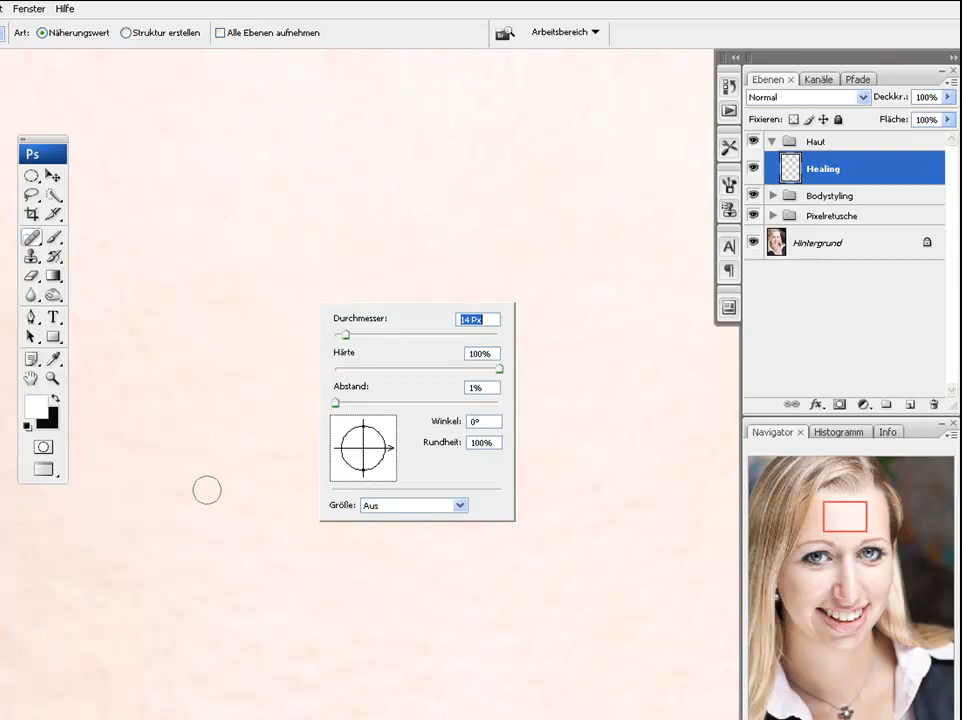 Fenster Hilfe
Art: Näherungswert Struktur erstellen Alle Ebenen aufnehmen Arbeitsbereich
Ebenen Kanäle Pfade
Normal Deckkr.: 100%
Fixieren: Fläche: 100%
Haut
Healing
Bodystyling
Pixelretusche
Hintergrund
Ps
T
A
Durchmesser: 14 Px
Härte 100%
Abstand: 1%
Winkel: 0°
Rundheit: 100%
Größe: Aus
fx
Navigator Histogramm Info